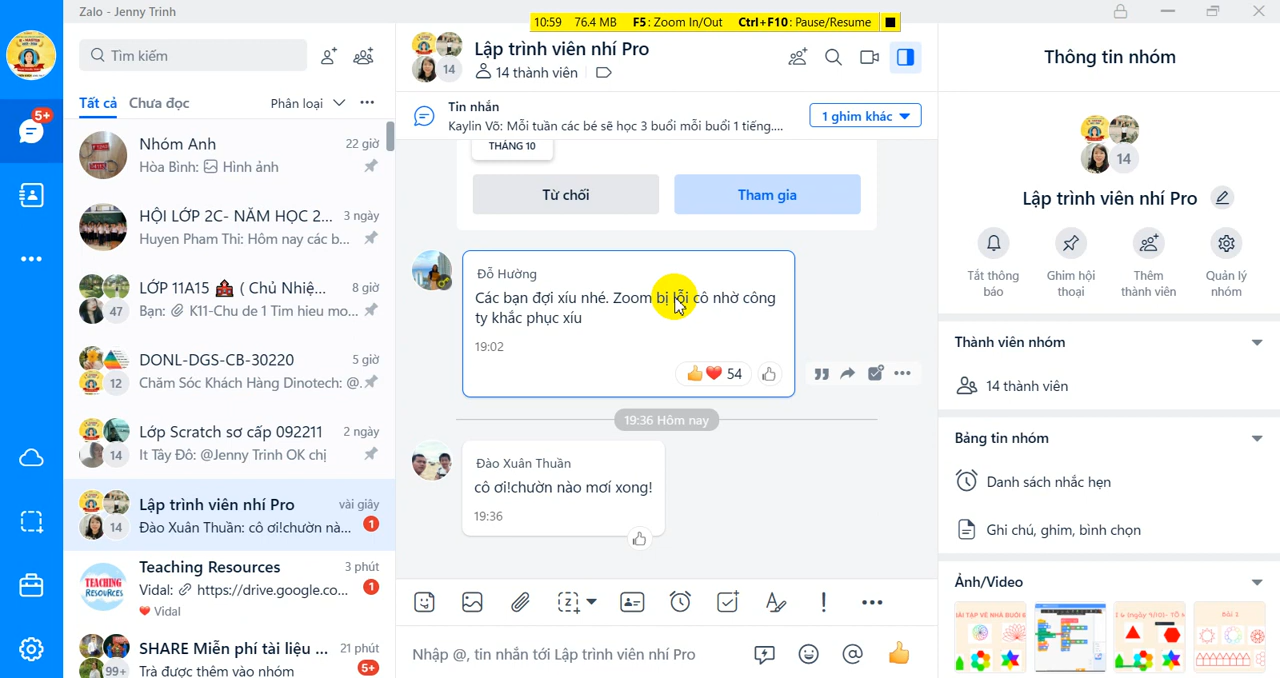 Zalo - Jenny Trinh
10:59 76.4 MB F5: Zoom In/Out Ctrl+F10: Pause/Resume
Tìm kiếm
Tất cả Chưa đọc Phân loại
5+
Nhóm Anh 22 giờ
Hòa Bình: Hình ảnh
HỘI LỚP 2C- NĂM HỌC 2... 3 ngày
Huyen Pham Thi: Hôm nay các b...
LỚP 11A15 ( Chủ Nhiệ... 8 giờ
47 Bạn: K11-Chu de 1 Tim hieu mo...
DONL-DGS-CB-30220 5 giờ
12 Chăm Sóc Khách Hàng Dinotech: @.
Lớp Scratch sơ cấp 092211 2 ngày
14 It Tây Đô: @Jenny Trinh OK chị
Lập trình viên nhí Pro vài giây
14 Đào Xuân Thuần: cô ơi!chườn nà... 1
TEACHING RESOURCES
Teaching Resources 3 phút
Vidal: https://drive.google.co... 1
Vidal
SHARE Miễn phí tài liệu ... 21 phút
99+ Trà được thêm vào nhóm 5+
14
Lập trình viên nhí Pro
14 thành viên
Tin nhắn
Kaylin Võ: Mỗi tuần các bé sẽ học 3 buổi mỗi buổi 1 tiếng....
1 ghim khác
THÁNG 10
Từ chối Tham gia
Đỗ Hường
Các bạn đợi xíu nhé. Zoom bị lỗi cô nhờ công
ty khắc phục xíu
19:02
54
19:36 Hôm nay
Đào Xuân Thuần
cô ơi!chườn nào mơí xong!
19:36
Nhập @, tin nhắn tới Lập trình viên nhí Pro
Thông tin nhóm
14
Lập trình viên nhí Pro
Tắt thông báo
Ghim hội thoại
Thêm thành viên
Quản lý nhóm
Thành viên nhóm
14 thành viên
Bảng tin nhóm
Danh sách nhắc hẹn
Ghi chú, ghim, bình chọn
Ảnh/Video